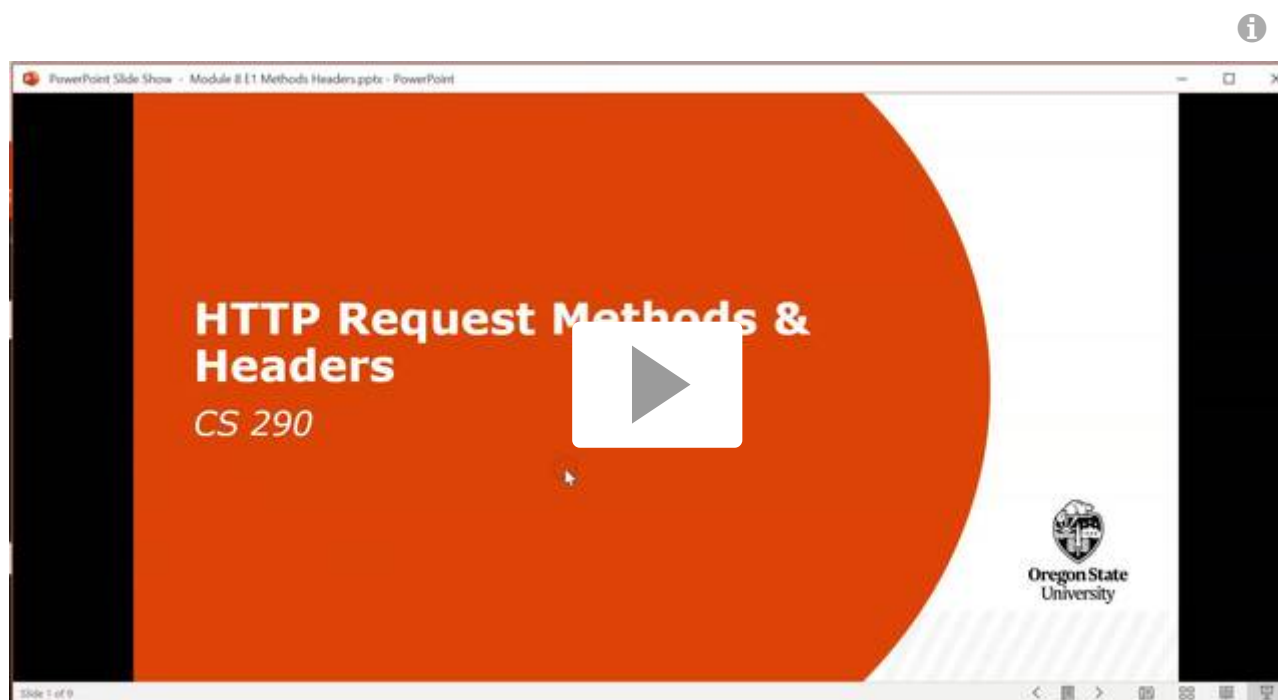 PowerPoint Slide Show - Module 8 E1 Methods Headers.pptx - PowerPoint
HTTP Request Methods &
Headers
CS 290
Oregon State
University
Slide 1 of 9